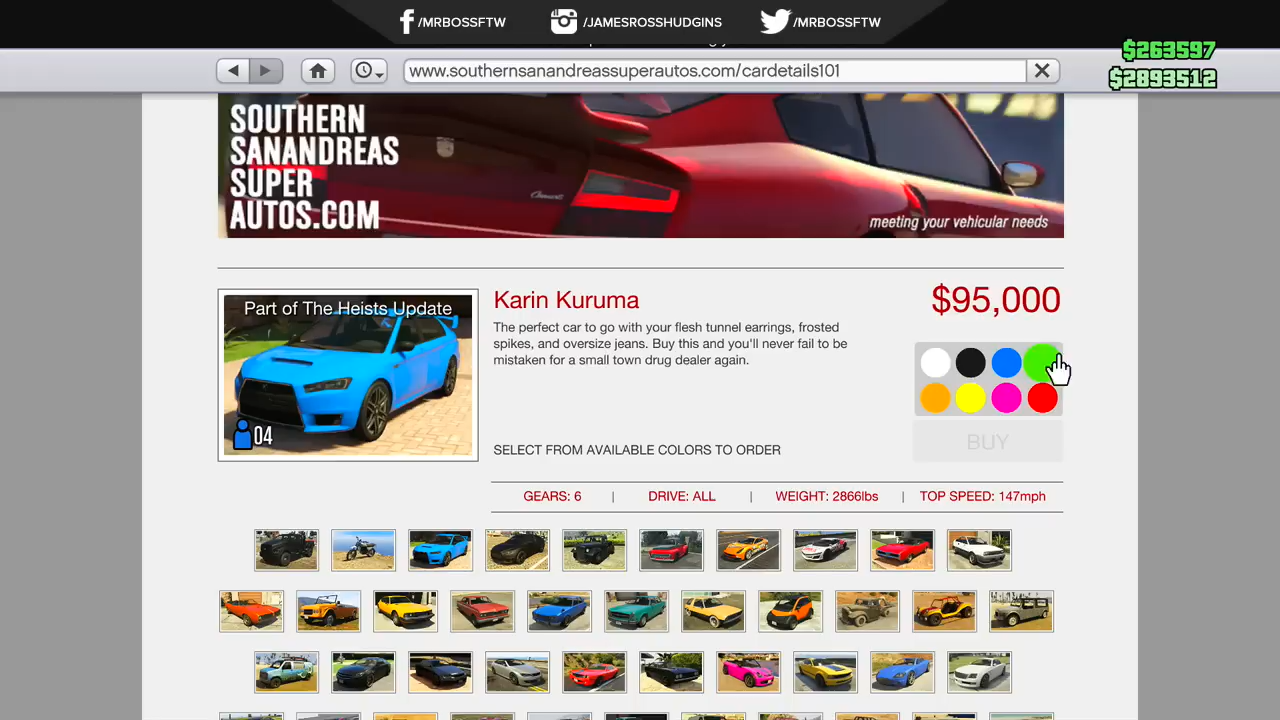 /MRBOSSFTW
/JAMESROSSHUDGINS
/MRBOSSFTW
$263597
$2893512
www.southernsanandreassuperautos.com/cardetails101
SOUTHERN
SANANDREAS
SUPER
AUTOS.COM
meeting your vehicular needs
Part of The Heists Update
04
Karin Kuruma
$95,000
The perfect car to go with your flesh tunnel earrings, frosted
spikes, and oversize jeans. Buy this and you'll never fail to be
mistaken for a small town drug dealer again.
SELECT FROM AVAILABLE COLORS TO ORDER
BUY
GEARS: 6 | DRIVE: ALL | WEIGHT: 2866lbs | TOP SPEED: 147mph